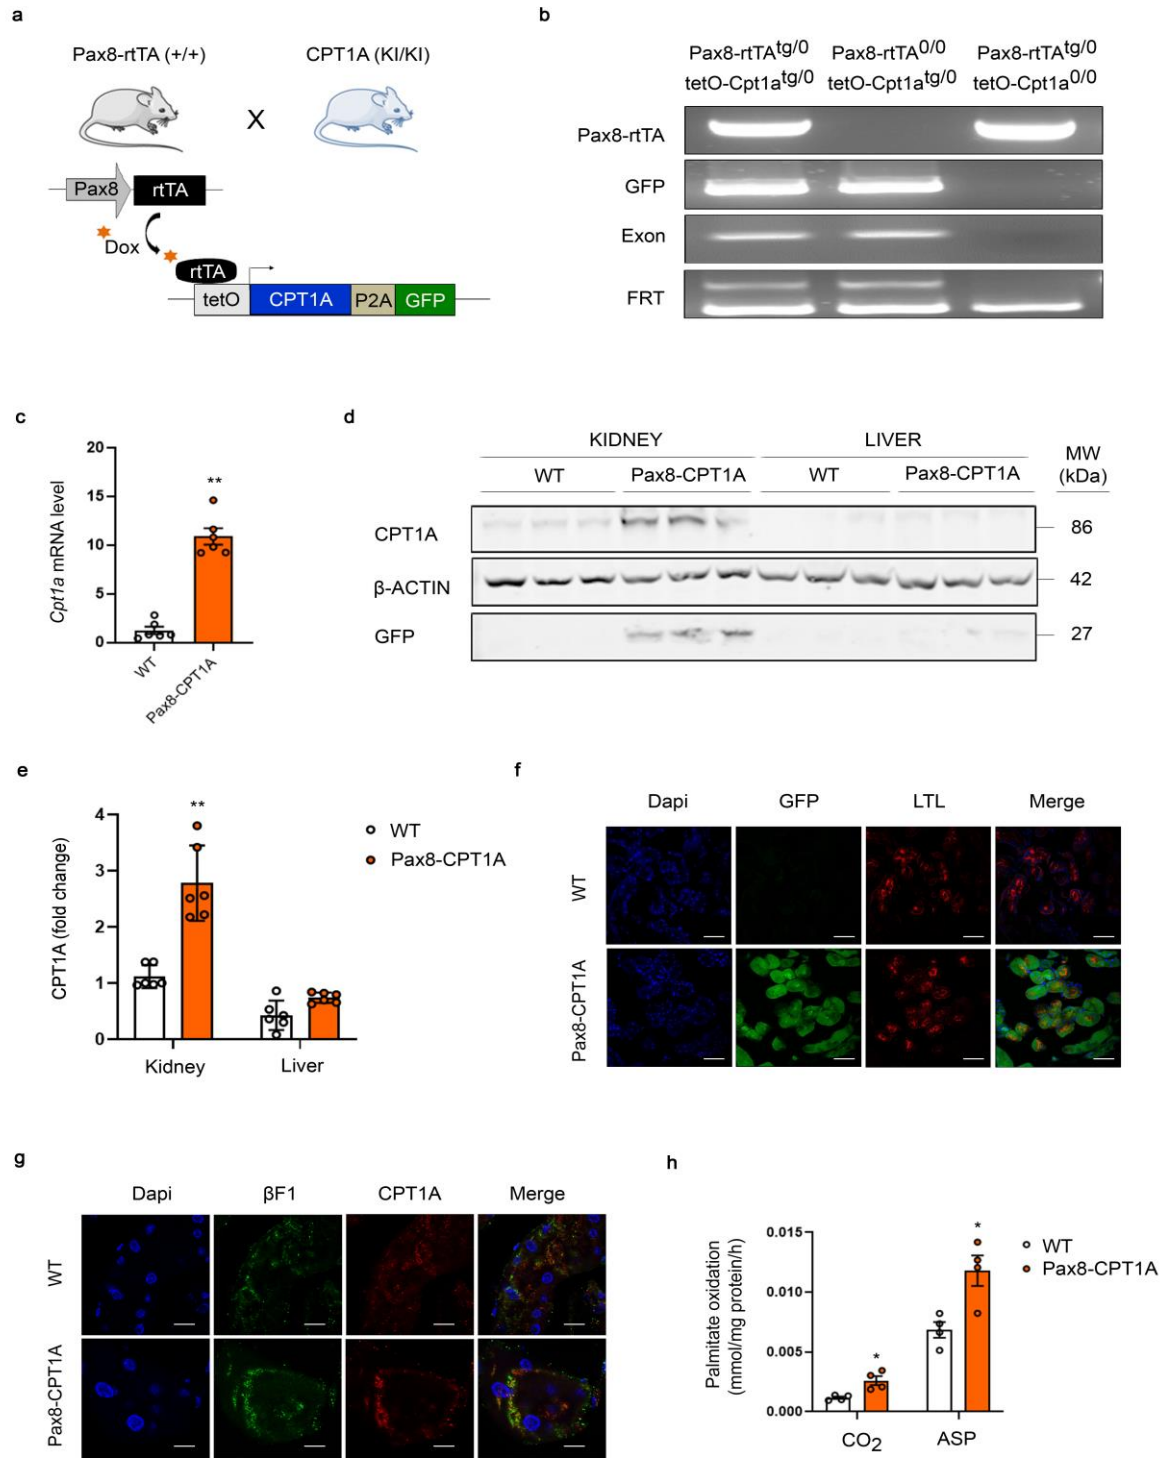 a
Pax8-rtTA (+/+)
CPT1A (KI/KI)
X
Pax8
rtTA
Dox
rtTA
tetO
CPT1A
P2A
GFP
b
Pax8-rtTAtg/0 Pax8-rtTA0/0 Pax8-rtTAtg/0
tetO-Cpt1atg/0 tetO-Cpt1atg/0 tetO-Cpt1a0/0
Pax8-rtTA
GFP
Exon
FRT
c
Cpt1a mRNA level
20
15
10
5
0
**
WT
Pax8-CPT1A
d
KIDNEY LIVER
MW
(kDa)
WT Pax8-CPT1A WT Pax8-CPT1A
CPT1A 86
β-ACTIN 42
GFP 27
e
CPT1A (fold change)
4
3
2
1
0
**
Kidney Liver
WT
Pax8-CPT1A
f
Dapi GFP LTL Merge
WT
Pax8-CPT1A
g
Dapi βF1 CPT1A Merge
WT
Pax8-CPT1A
h
Palmitate oxidation
(mmol/mg protein/h)
0.015
0.010
0.005
0.000
*
*
CO2 ASP
WT
Pax8-CPT1A